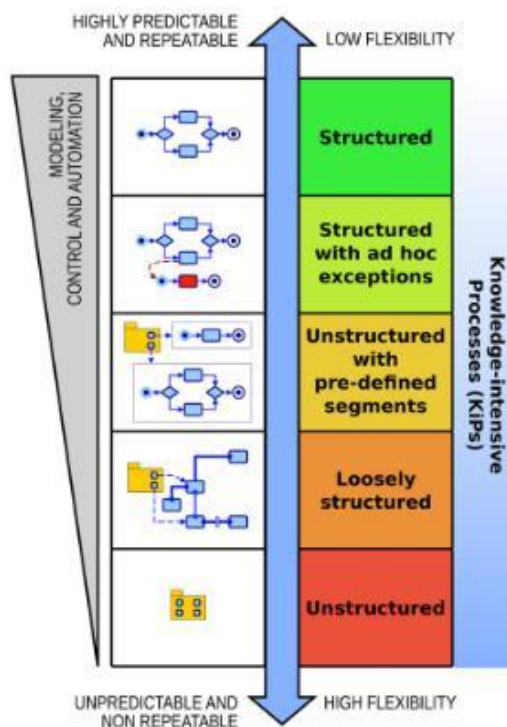 HIGHLY PREDICTABLE
AND REPEATABLE
LOW FLEXIBILITY
MODELING,
CONTROL AND AUTOMATION
Structured
Structured
with ad hoc
exceptions
Unstructured
with
pre-defined
segments
Loosely
structured
Unstructured
Knowledge-intensive
Processes (KiPs)
UNPREDICTABLE AND
NON REPEATABLE
HIGH FLEXIBILITY